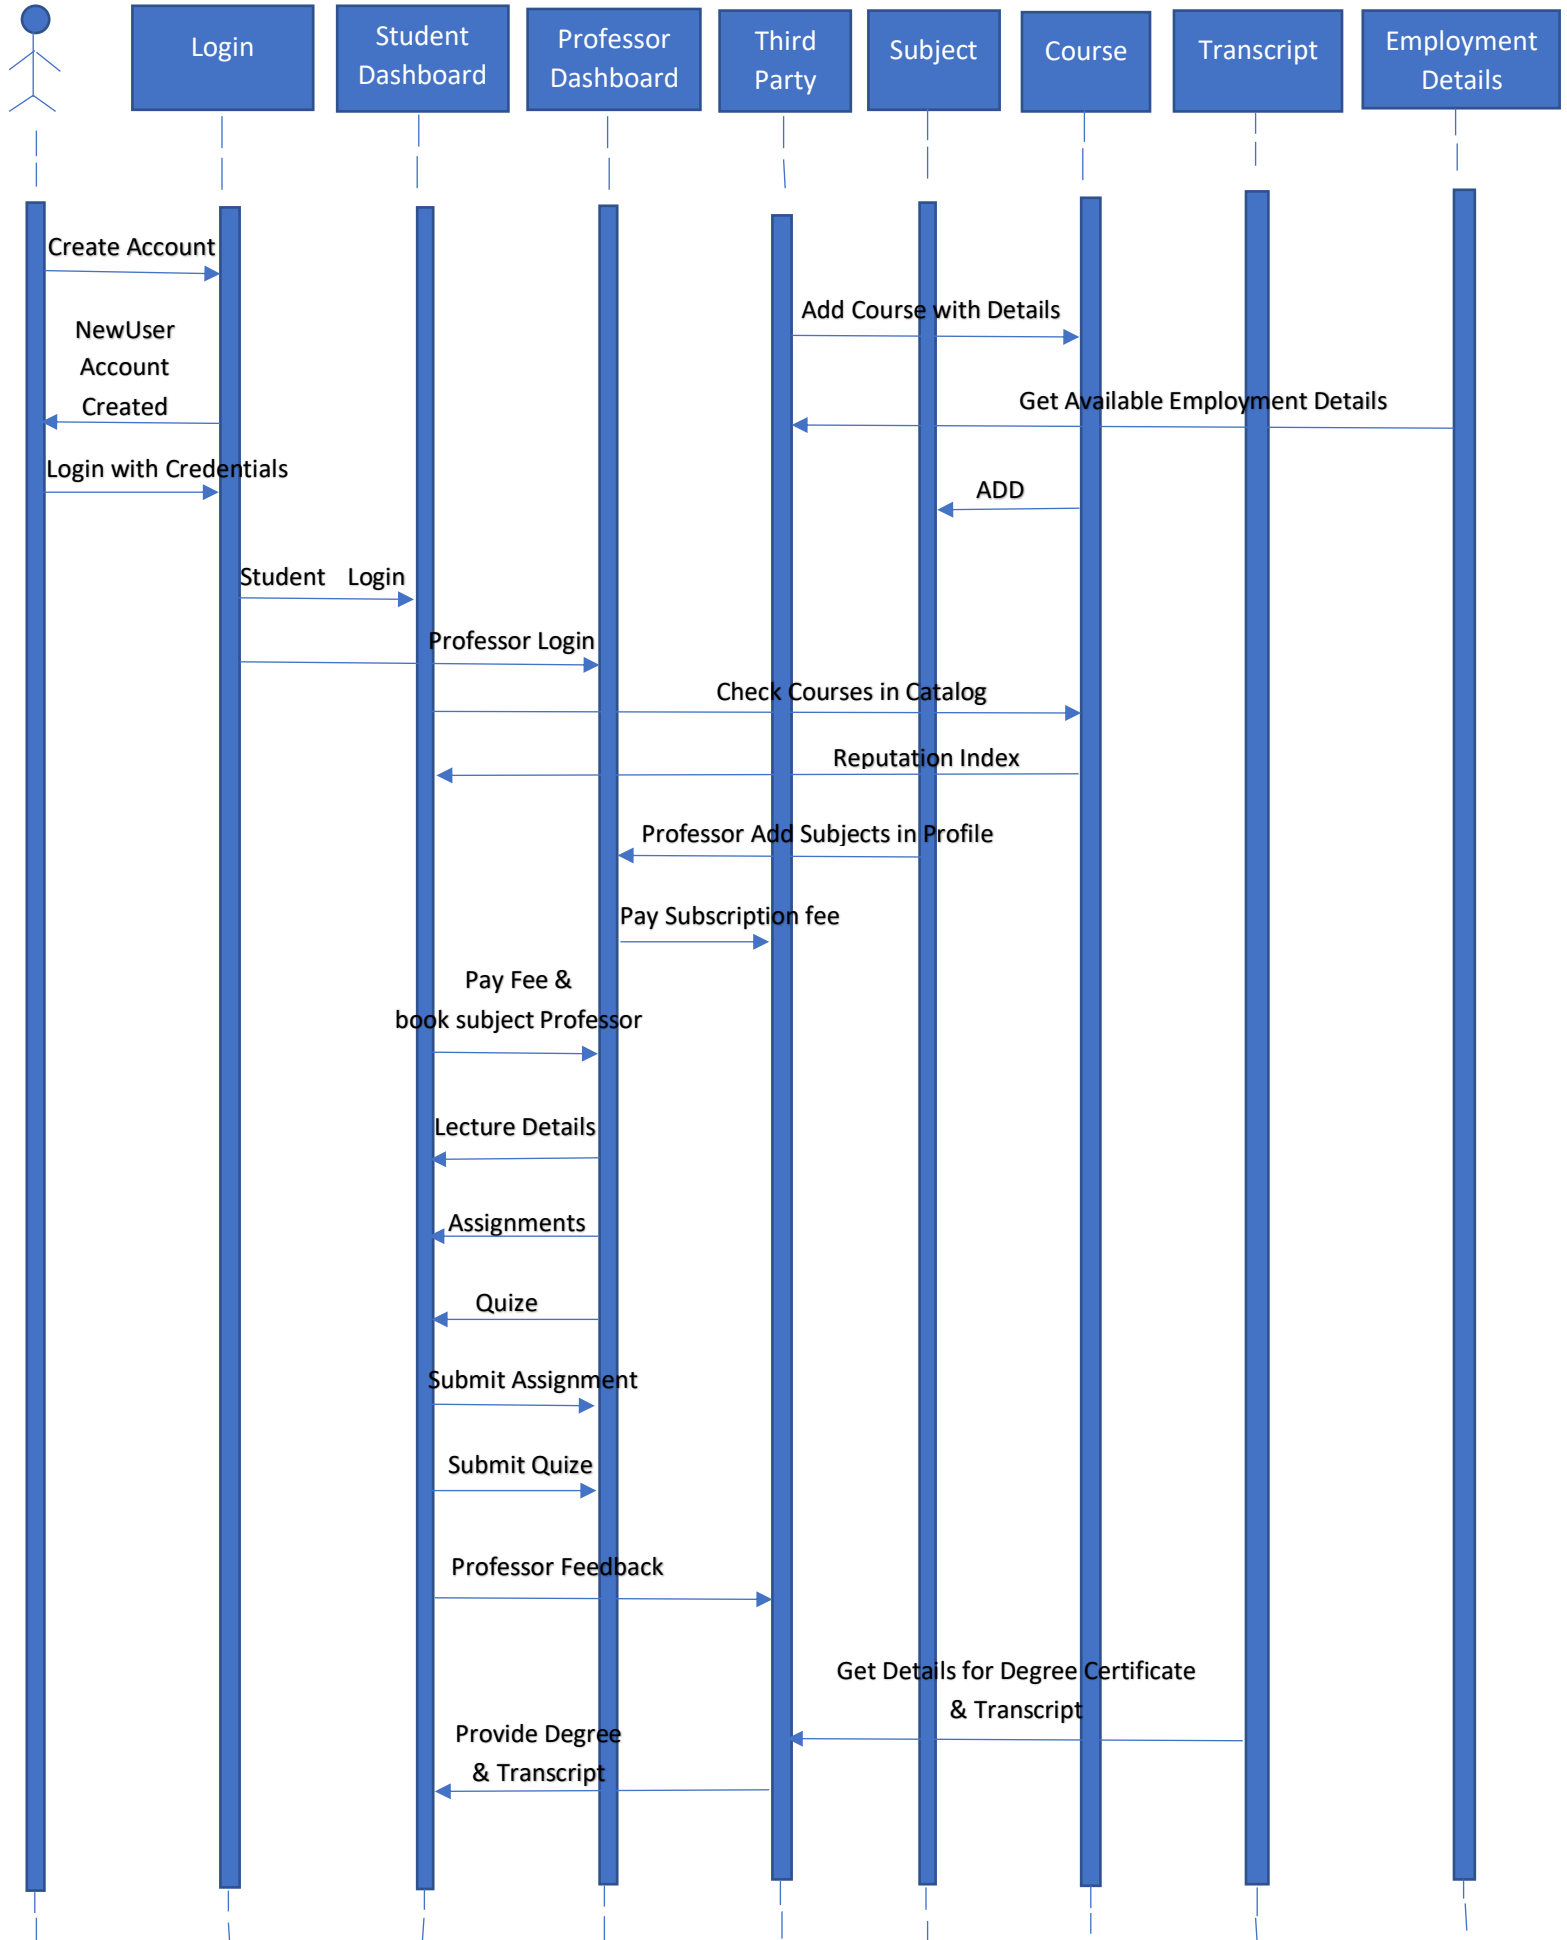 Login
Student
Dashboard
Professor
Dashboard
Third
Party
Subject
Course
Transcript
Employment
Details
Create Account
Add Course with Details
NewUser
Account
Created
Get Available Employment Details
Login with Credentials
ADD
Student Login
Professor Login
Check Courses in Catalog
Reputation Index
Professor Add Subjects in Profile
Pay Subscription fee
Pay Fee &
book subject Professor
Lecture Details
Assignments
Quize
Submit Assignment
Submit Quize
Professor Feedback
Get Details for Degree Certificate
& Transcript
Provide Degree
& Transcript